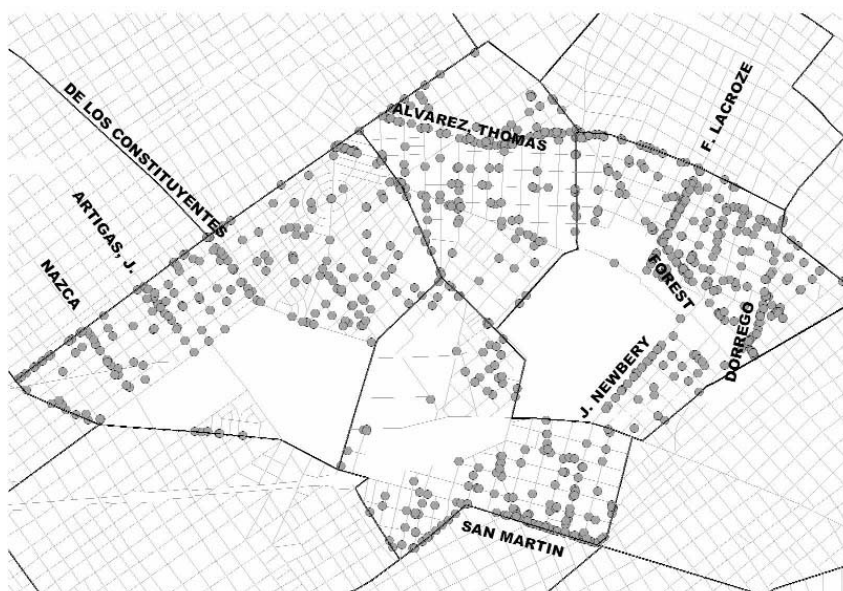 DE LOS CONSTITUYENTES
ALVAREZ, THOMAS
F. LACROZE
ARTIGAS, J.
NAZCA
FOREST
DORREGO
J. NEWBERY
SAN MARTIN